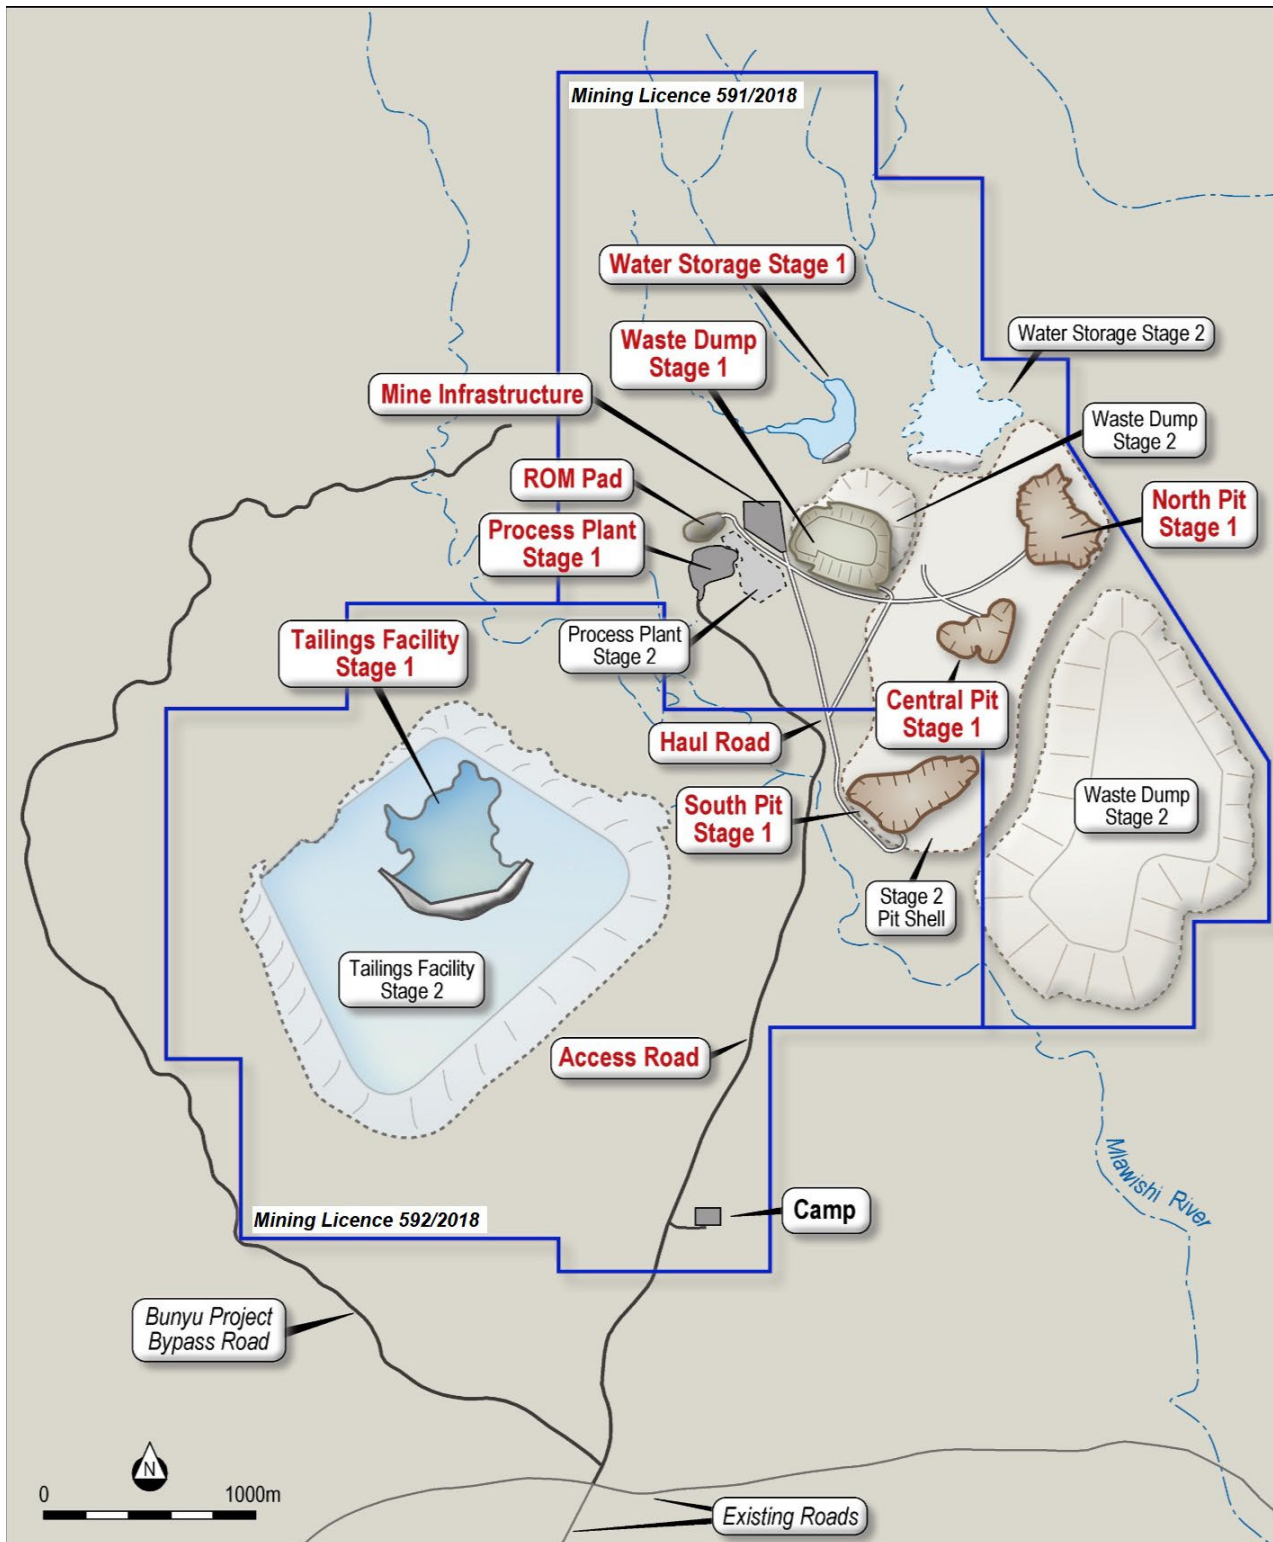 Mining Licence 591/2018
Water Storage Stage 1
Waste Dump
Stage 1
Water Storage Stage 2
Mine Infrastructure
Waste Dump
Stage 2
ROM Pad
North Pit
Stage 1
Process Plant
Stage 1
Tailings Facility
Stage 1
Process Plant
Stage 2
Central Pit
Stage 1
Haul Road
South Pit
Stage 1
Waste Dump
Stage 2
Stage 2
Pit Shell
Tailings Facility
Stage 2
Access Road
Mlawishi River
Camp
Mining Licence 592/2018
Bunyu Project
Bypass Road
N
0 1000m
Existing Roads